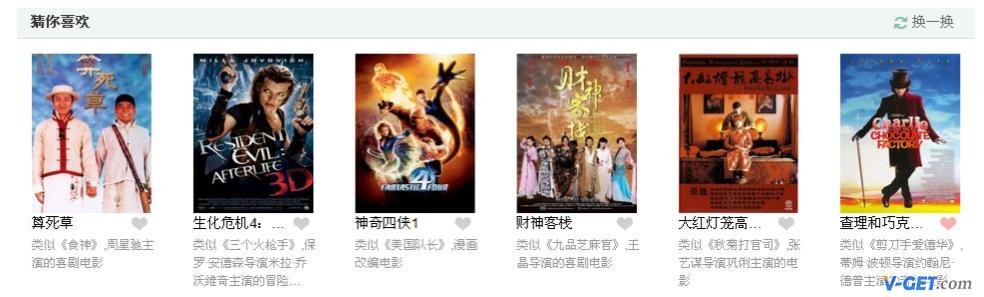 猜你喜欢
换一换
算死草
MILLA JOVOVICH
RESIDENT
EVIL:
AFTERLIFE
3D
FANTASTIC FOUR
4
财神客栈
大红灯笼高高掛
Charlie
CHOCOLATE
FACTORY
算死草
类似《食神》,周星驰主
演的喜剧电影
生化危机4: ...
类似《三个火枪手》,保
罗·安德森导演米拉·乔
沃维奇主演的冒险...
神奇四侠1
类似《美国队长》,漫画
改编电影
财神客栈
类似《九品芝麻官》,王
晶导演的喜剧电影
大红灯笼高...
类似《秋菊打官司》,张
艺谋导演巩俐主演的电
影
查理和巧克...
类似《剪刀手爱德华》,
蒂姆·波顿导演约翰尼·
德普主演
V-GET.com